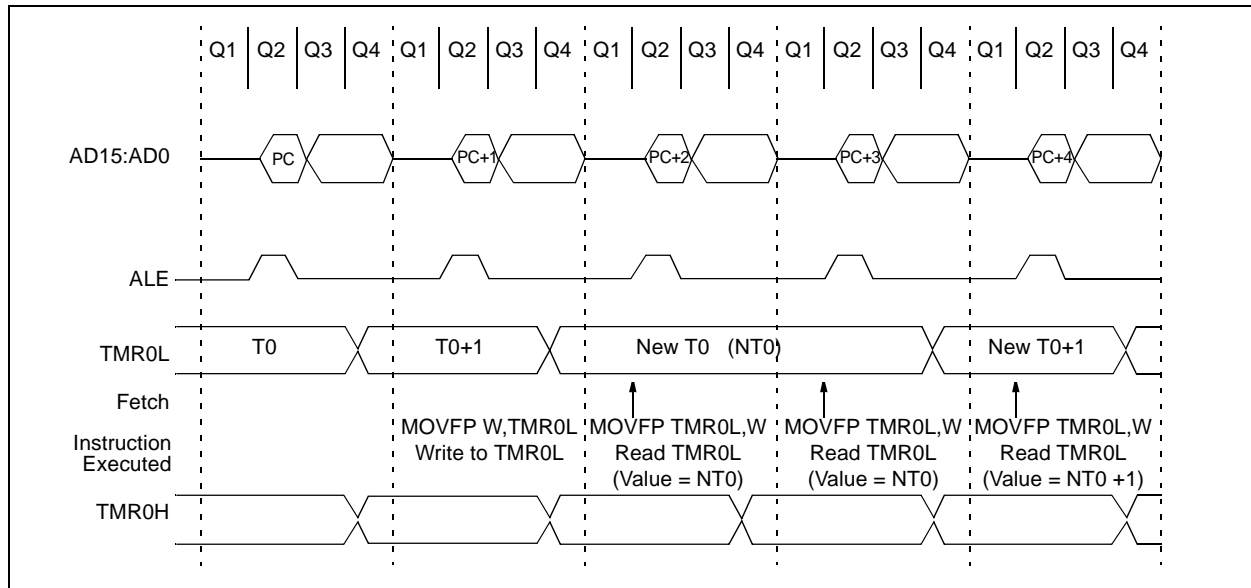 Q1 Q2 Q3 Q4 Q1 Q2 Q3 Q4 Q1 Q2 Q3 Q4 Q1 Q2 Q3 Q4 Q1 Q2 Q3 Q4
AD15:AD0 PC PC+1 PC+2 PC+3 PC+4
ALE
TMR0L T0 T0+1 New T0 (NT0) New T0+1
Fetch
Instruction
Executed
MOVFP W,TMR0L
Write to TMR0L
MOVFP TMR0L,W
Read TMR0L
(Value = NT0)
MOVFP TMR0L,W
Read TMR0L
(Value = NT0)
MOVFP TMR0L,W
Read TMR0L
(Value = NT0 +1)
TMR0H